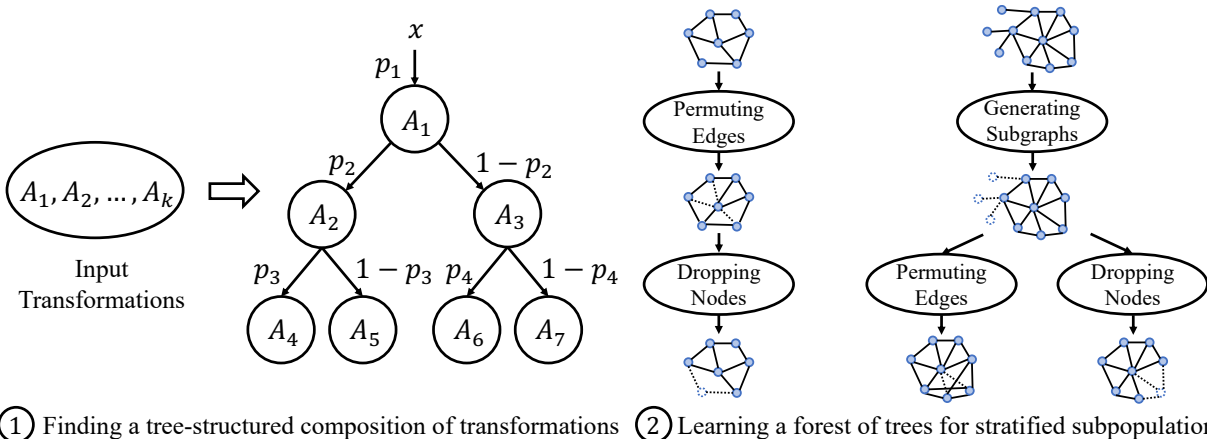 x
p₁
A₁
p₂
1 − p₂
A₁, A₂, … , Aₖ
A₂
A₃
Input
Transformations
p₃
1 − p₃
p₄
1 − p₄
A₄
A₅
A₆
A₇
① Finding a tree-structured composition of transformations
Permuting
Edges
Dropping
Nodes
Generating
Subgraphs
Permuting
Edges
Dropping
Nodes
② Learning a forest of trees for stratified subpopulation